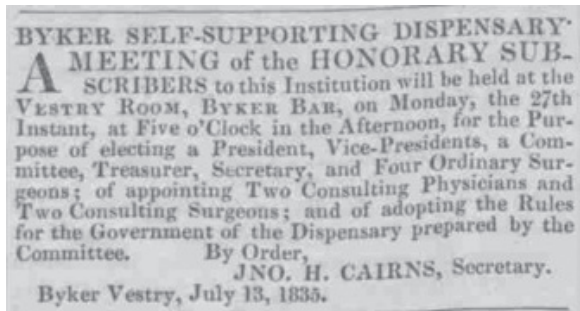 BYKER SELF-SUPPORTING DISPENSARY.
A MEETING of the HONORARY SUB-
SCRIBERS to this Institution will be held at the
VESTRY ROOM, BYKER BAR, on Monday, the 27th
Instant, at Five o'Clock in the Afternoon, for the Pur-
pose of electing a President, Vice-Presidents, a Com-
mittee, Treasurer, Secretary, and Four Ordinary Sur-
geons; of appointing Two Consulting Physicians and
Two Consulting Surgeons; and of adopting the Rules
for the Government of the Dispensary prepared by the
Committee. By Order,
JNO. H. CAIRNS, Secretary.
Byker Vestry, July 13, 1835.